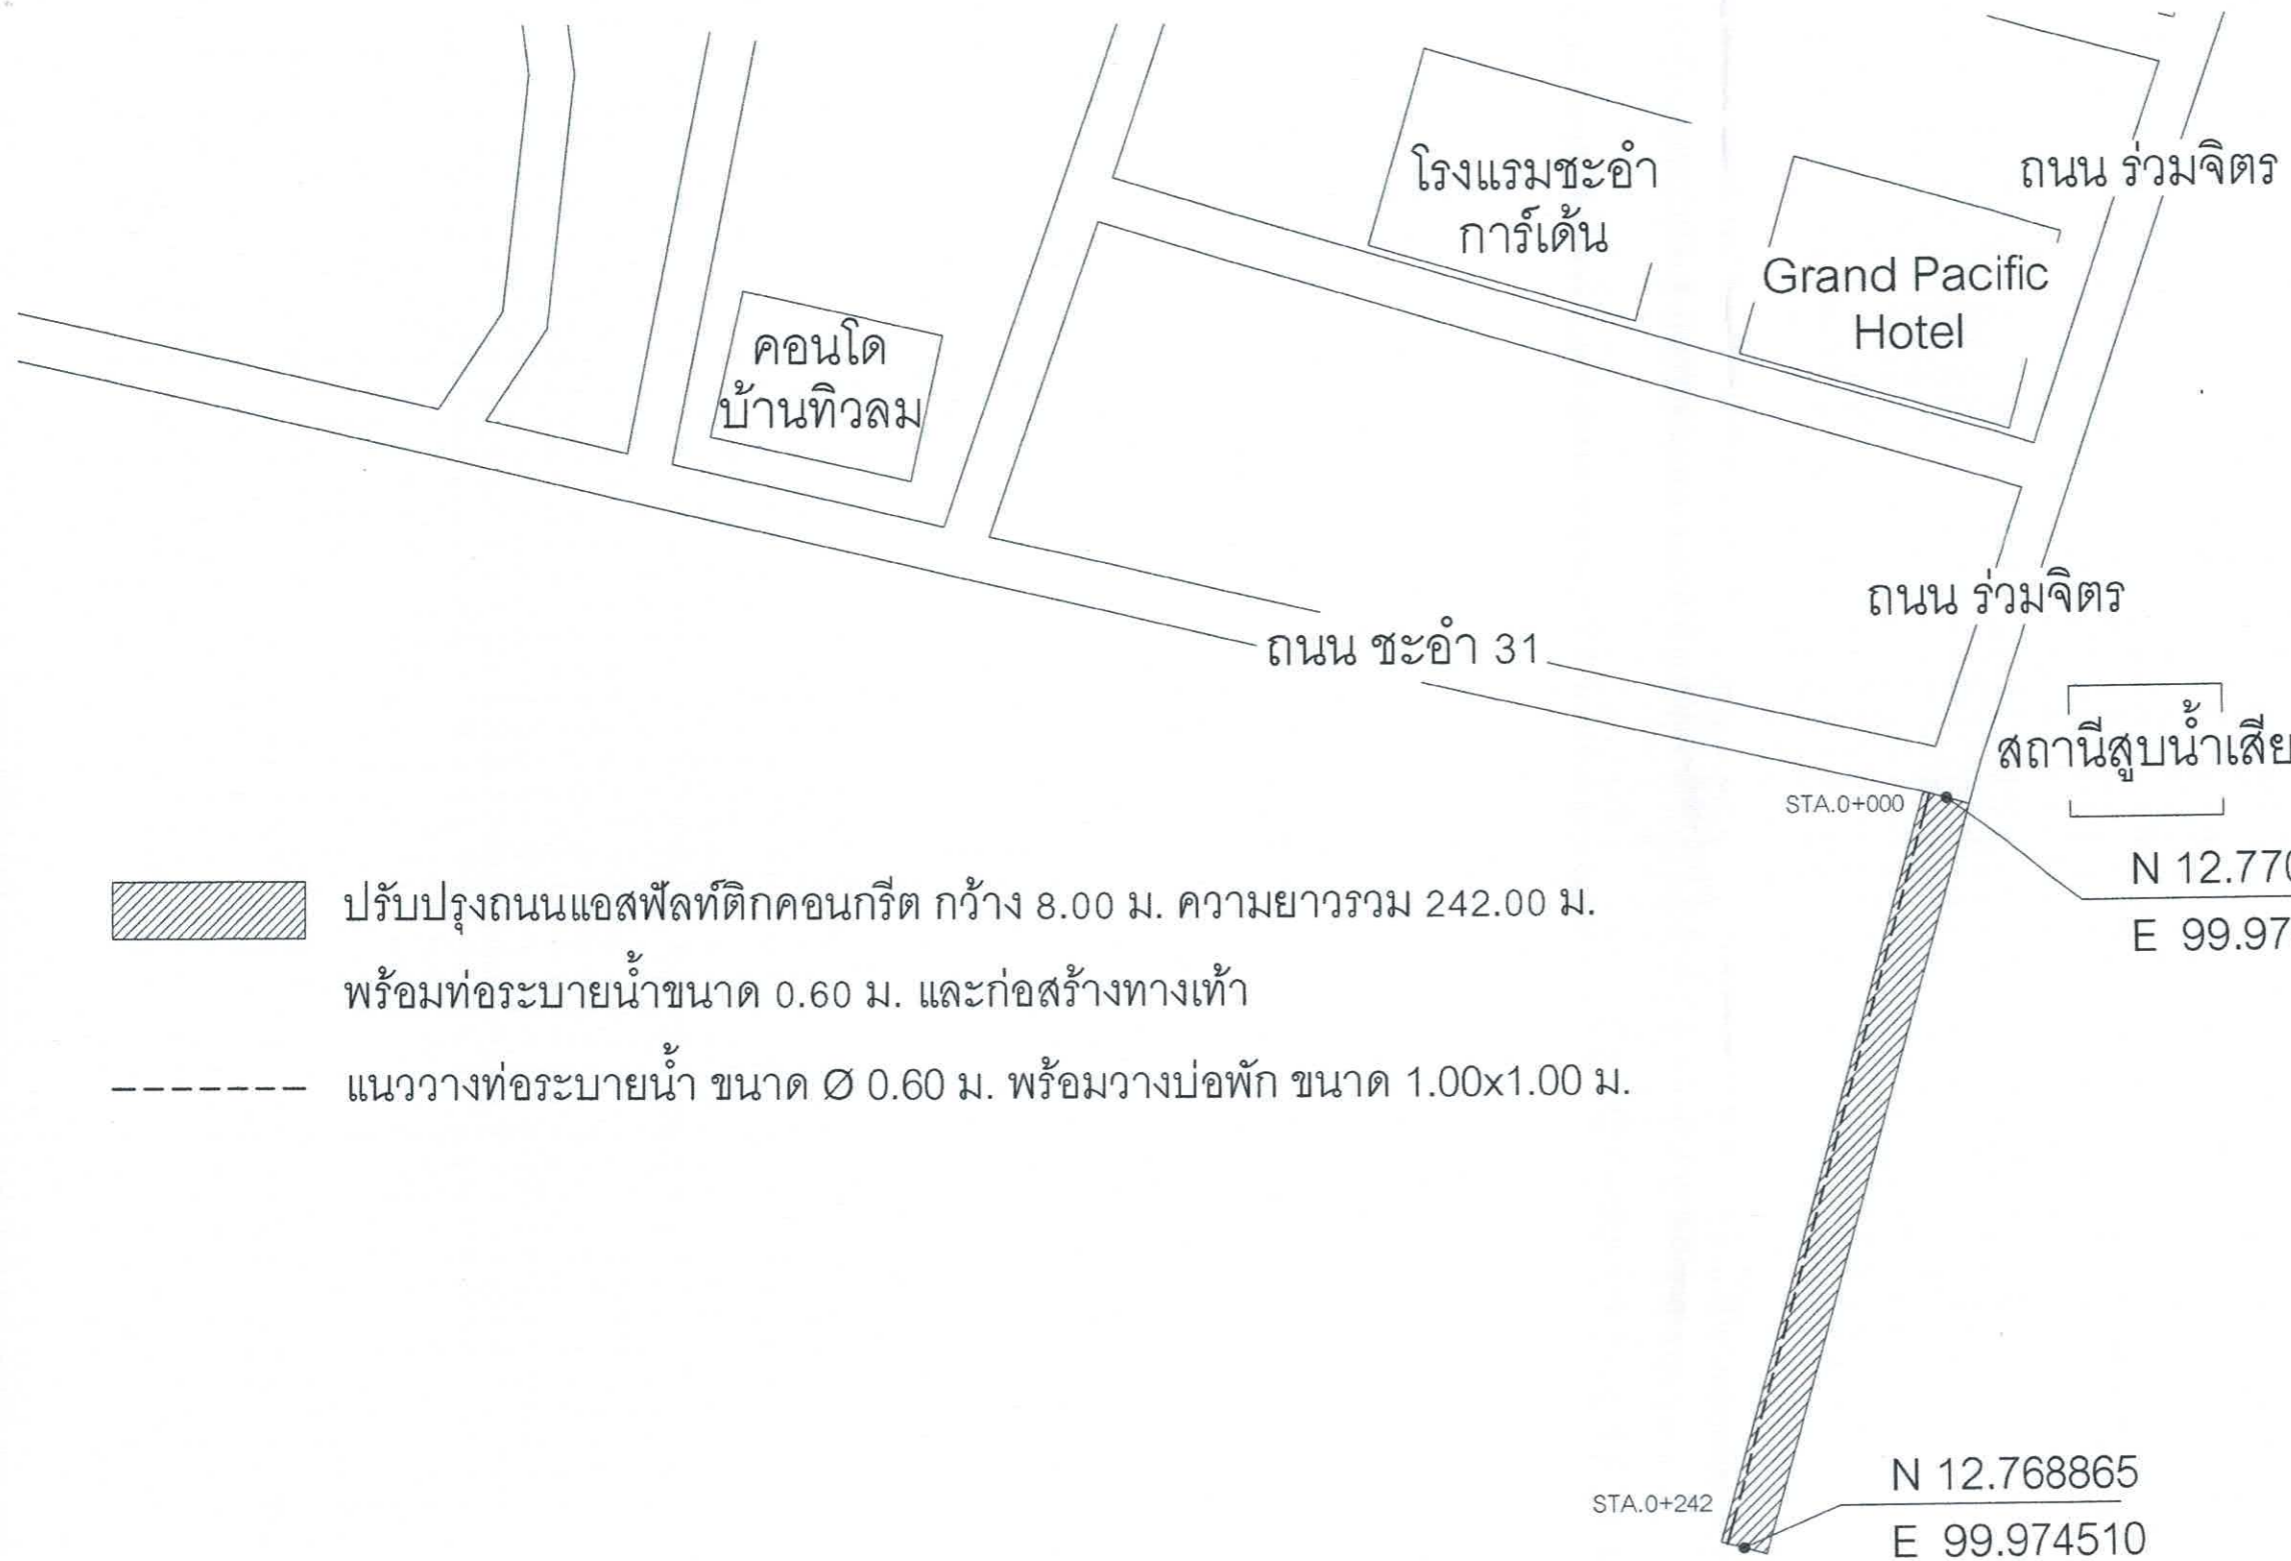 โรงแรมชะอำ
การ์เด้น
ถนน ร่วมจิตร
Grand Pacific
Hotel
คอนโด
บ้านทิวลม
ถนน ร่วมจิตร
ถนน ชะอำ 31
สถานีสูบน้ำเสีย
STA.0+000
N 12.770
E 99.97
ปรับปรุงถนนแอสฟัลท์ติกคอนกรีต กว้าง 8.00 ม. ความยาวรวม 242.00 ม.
พร้อมท่อระบายน้ำขนาด 0.60 ม. และก่อสร้างทางเท้า
แนววางท่อระบายน้ำ ขนาด Ø 0.60 ม. พร้อมวางบ่อพัก ขนาด 1.00x1.00 ม.
STA.0+242
N 12.768865
E 99.974510